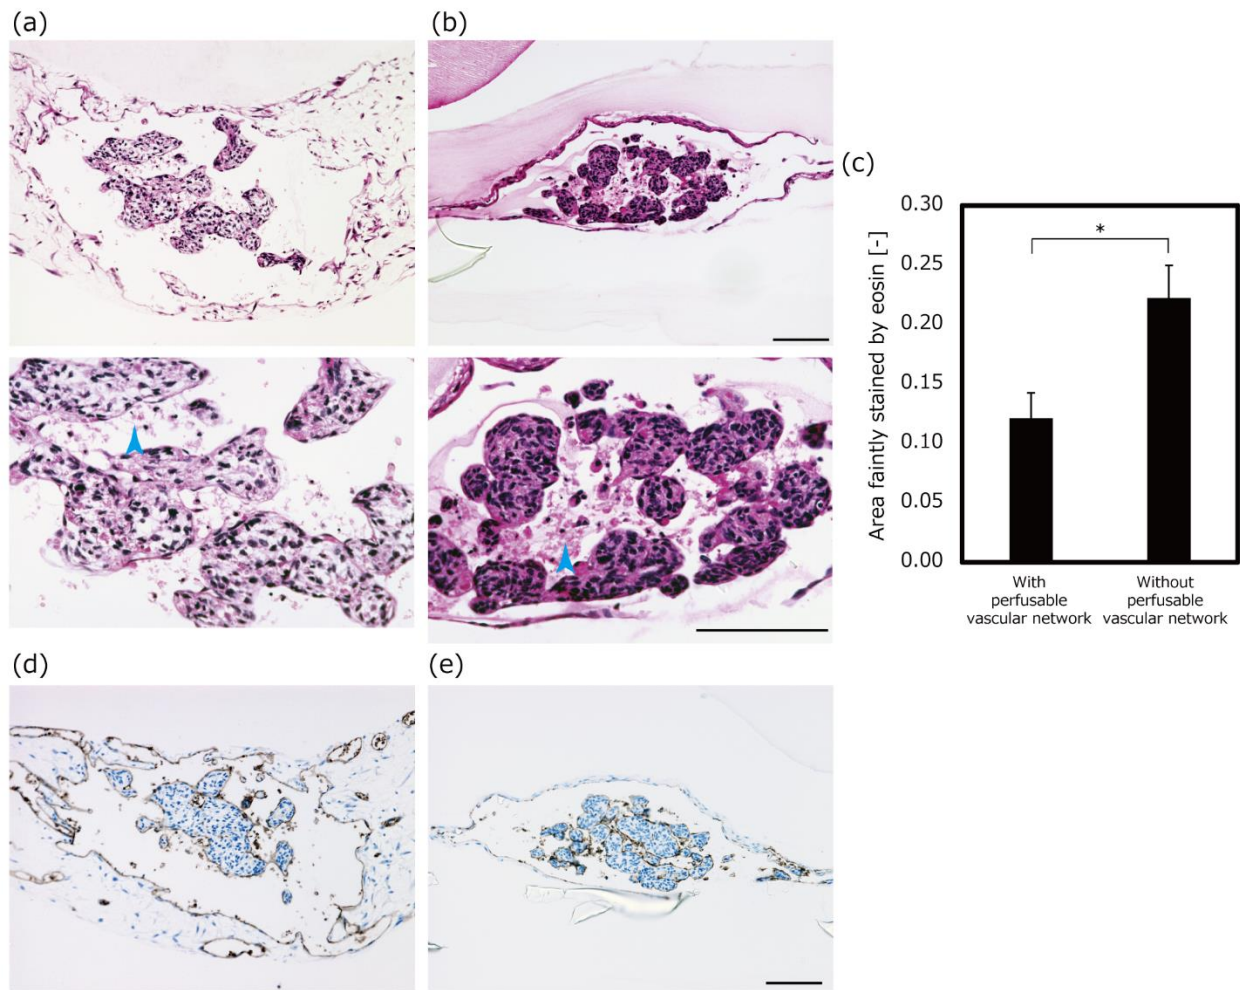 (a)
(b)
(c)
Area faintly stained by eosin [-]
0.30
0.25
0.20
0.15
0.10
0.05
0.00
*
With
perfusable
vascular network
Without
perfusable
vascular network
(d)
(e)